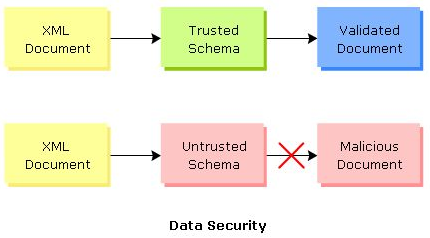 XML
Document
Trusted
Schema
Validated
Document
XML
Document
Untrusted
Schema
Malicious
Document
Data Security